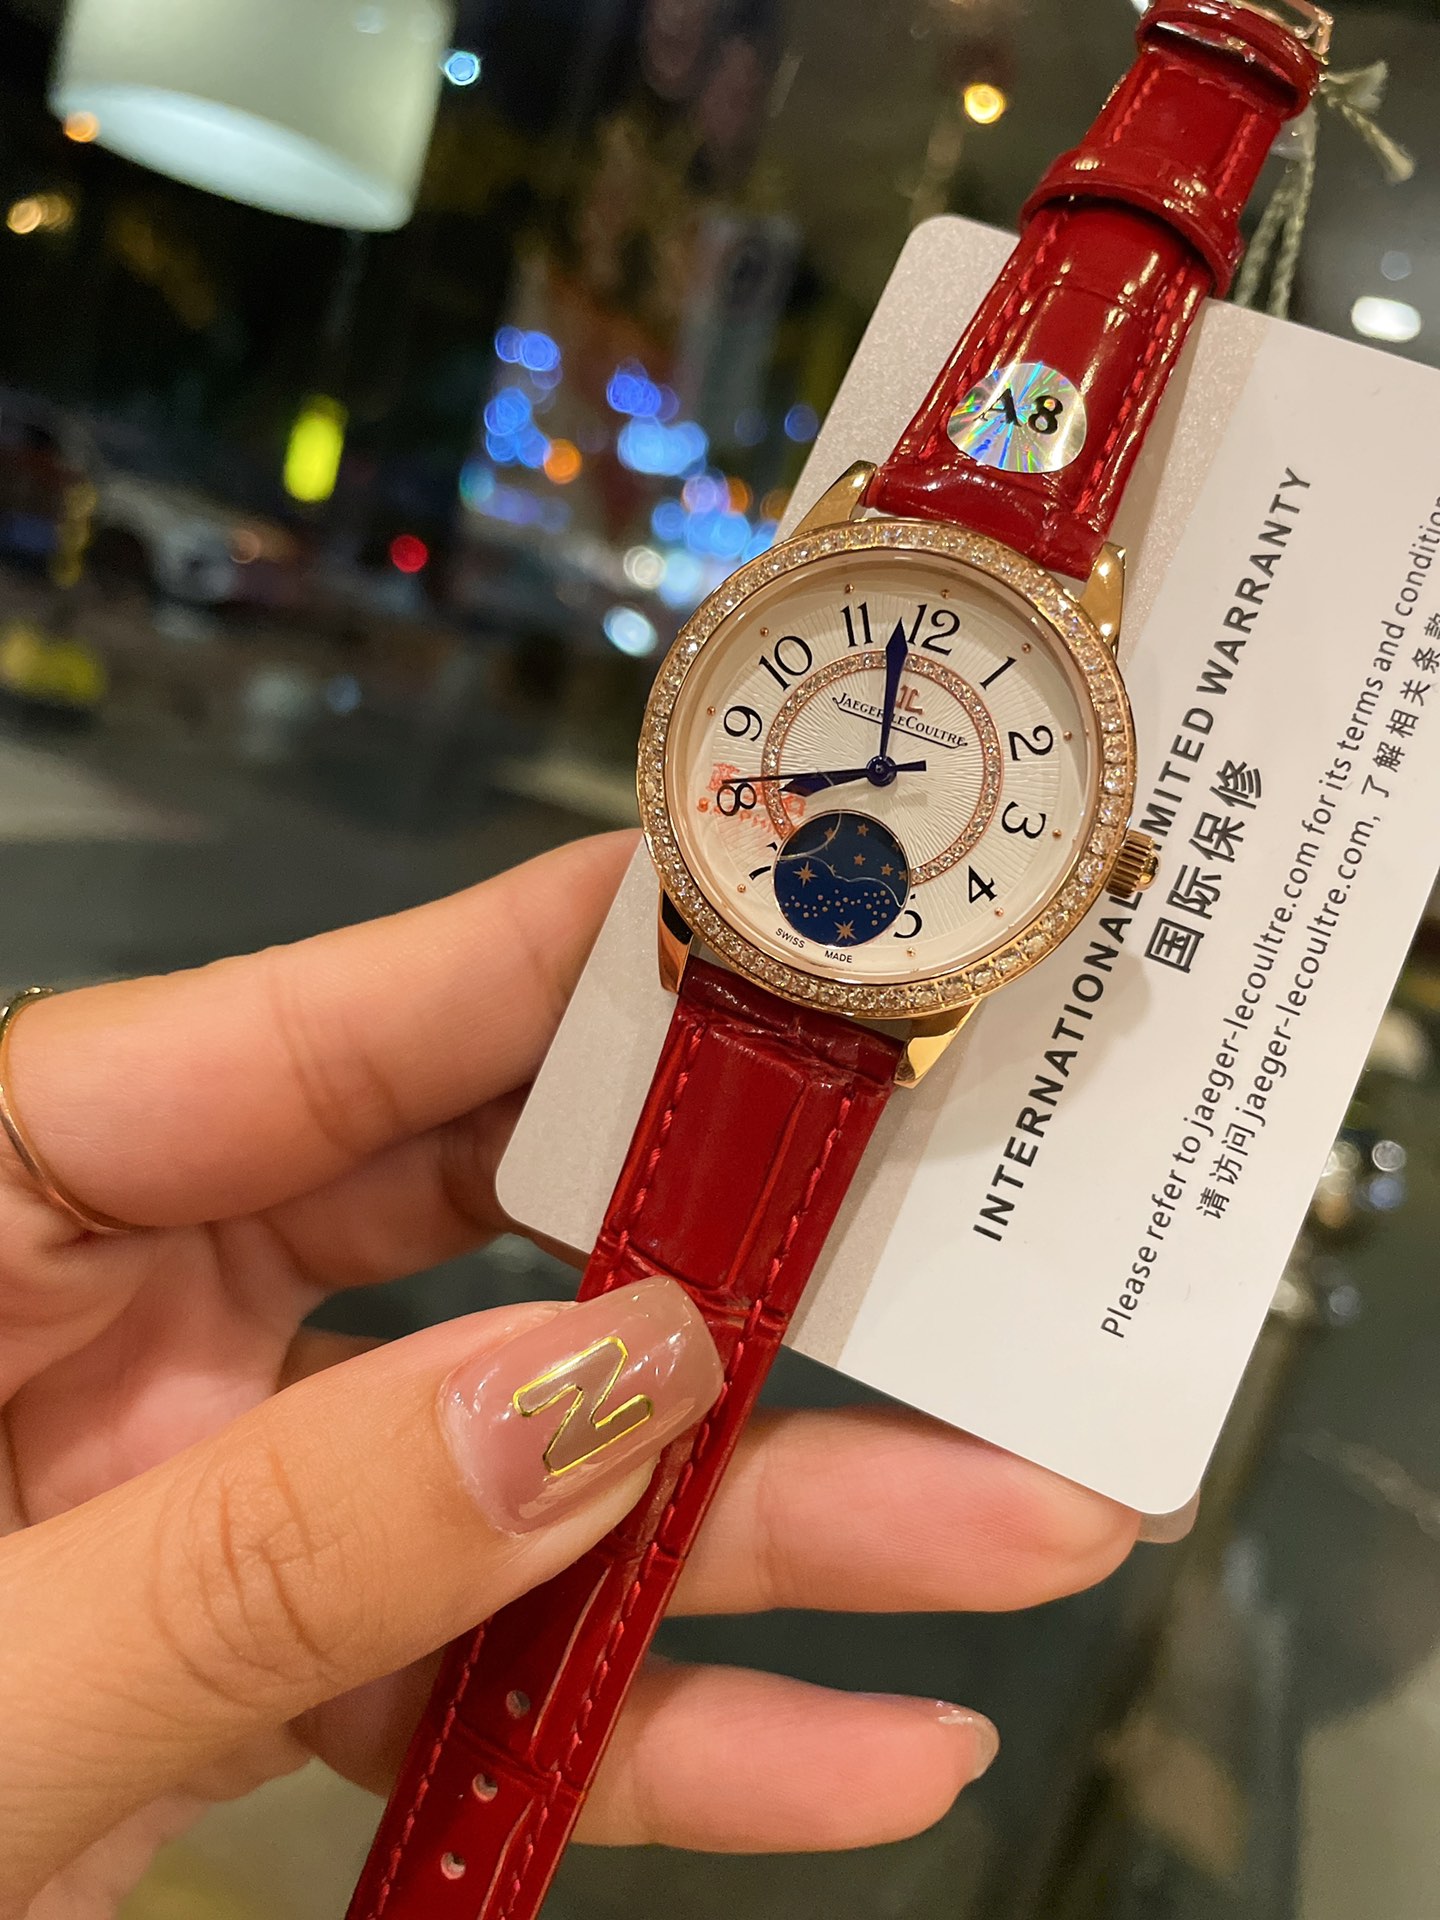 A8
12
1
2
3
4
5
7
8
9
10
11
JAEGER-LECOULTRE
SWISS MADE
INTERNATIONAL LIMITED WARRANTY
国际保修
Please refer to jaeger-lecoultre.com for its terms and condition
请访问jaeger-lecoultre.com, 了解相关条款